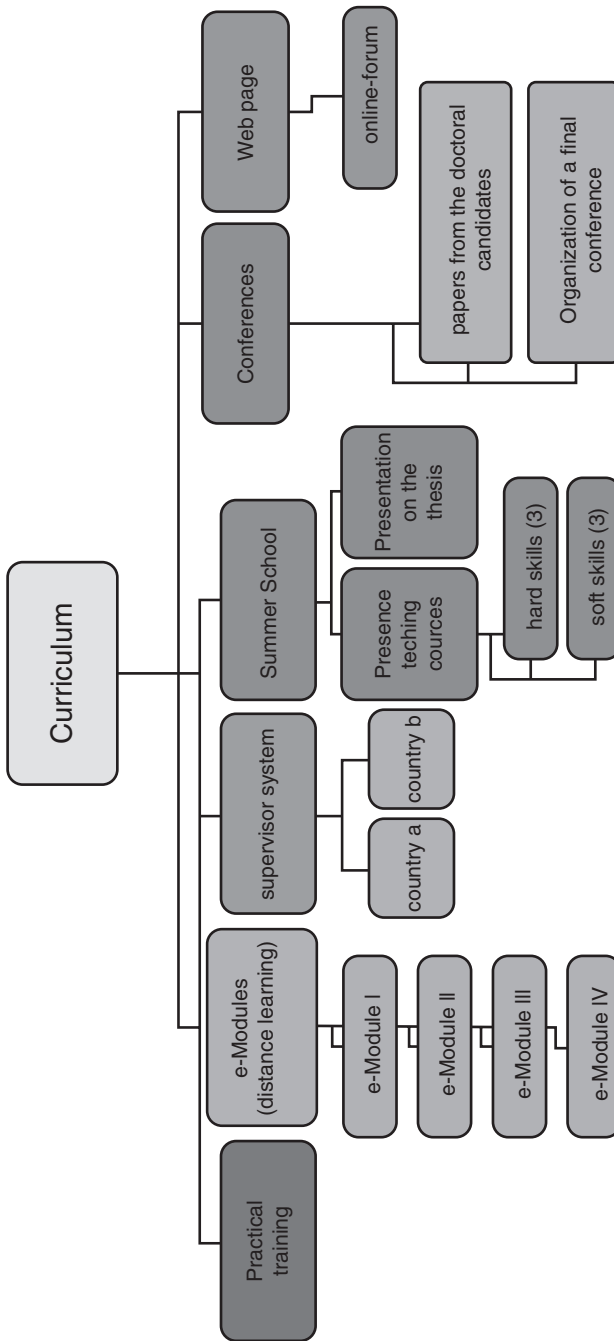 Curriculum
Practical
training
e-Modules
(distance learning)
e-Module I
e-Module II
e-Module III
e-Module IV
supervisor system
country a
country b
Summer School
Presence
teching
cources
hard skills (3)
soft skills (3)
Presentation
on the
thesis
Conferences
papers from the doctoral
candidates
Organization of a final
conference
Web page
online-forum